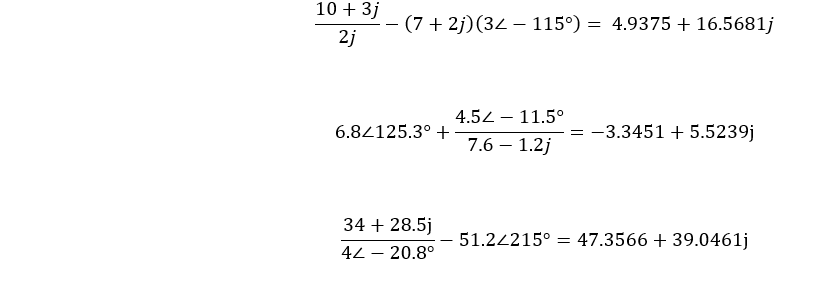 (10 + 3j)/2j − (7 + 2j)(3∠ − 115°) = 4.9375 + 16.5681j
6.8∠125.3° + (4.5∠ − 11.5°)/(7.6 − 1.2j) = −3.3451 + 5.5239j
(34 + 28.5j)/(4∠ − 20.8°) − 51.2∠215° = 47.3566 + 39.0461j